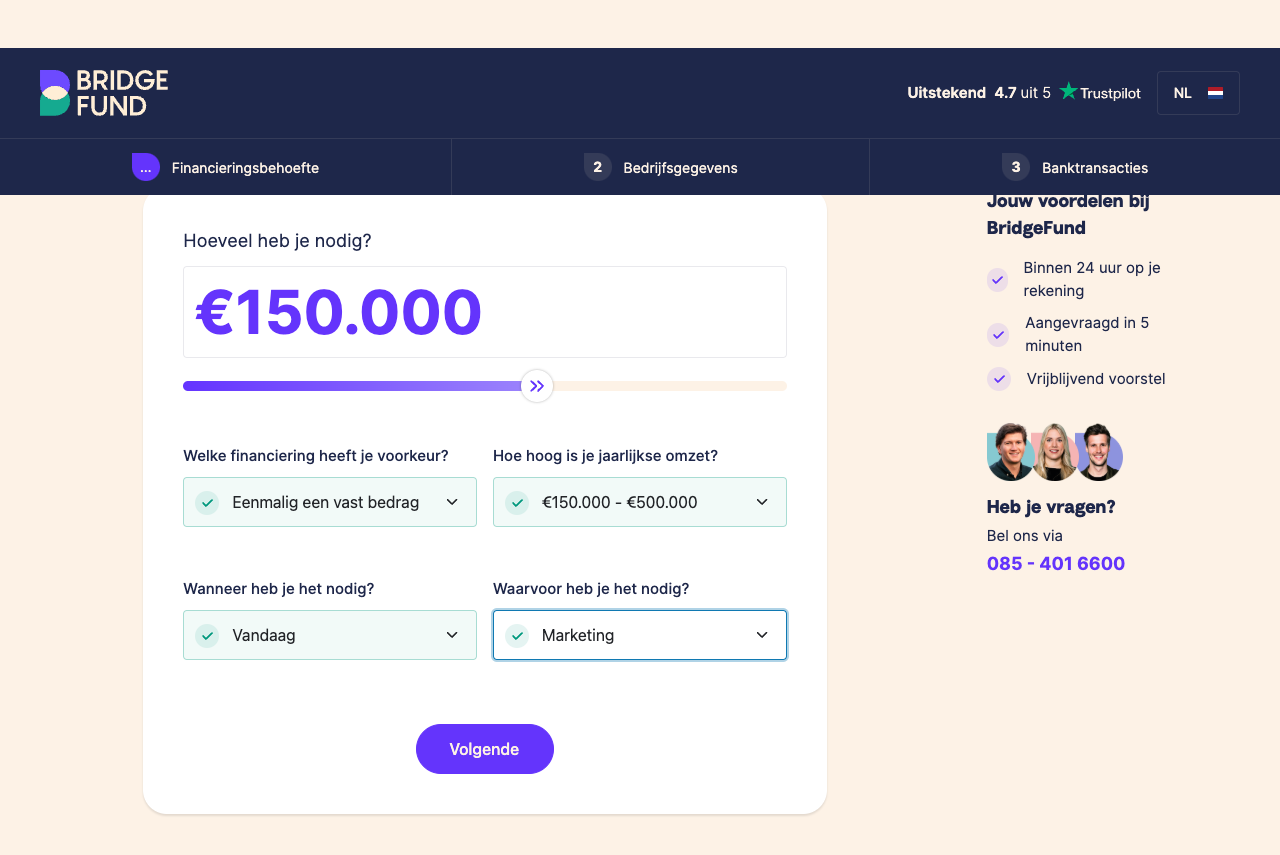 BRIDGE
FUND
Uitstekend 4.7 uit 5 Trustpilot
NL
... Financieringsbehoefte
2 Bedrijfsgegevens
3 Banktransacties
Hoeveel heb je nodig?
€150.000
Welke financiering heeft je voorkeur?
Eenmalig een vast bedrag
Hoe hoog is je jaarlijkse omzet?
€150.000 - €500.000
Wanneer heb je het nodig?
Vandaag
Waarvoor heb je het nodig?
Marketing
Volgende
Jouw voordelen bij
BridgeFund
Binnen 24 uur op je
rekening
Aangevraagd in 5
minuten
Vrijblijvend voorstel
Heb je vragen?
Bel ons via
085 - 401 6600